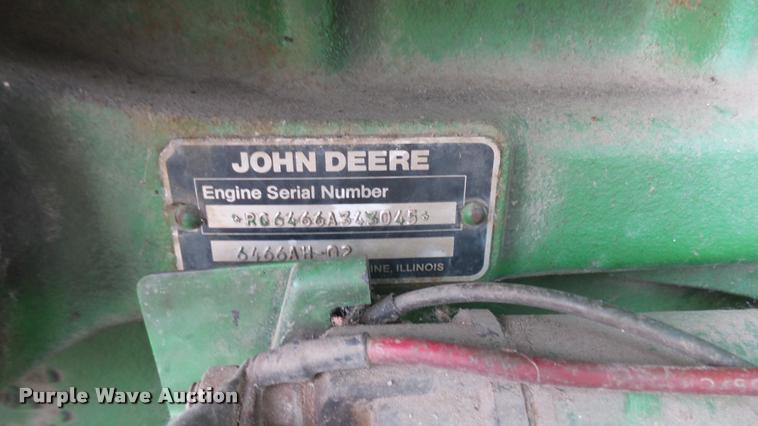 JOHN DEERE
Engine Serial Number
*RG6466A343045*
6466AH-02
INE, ILLINOIS
Purple Wave Auction